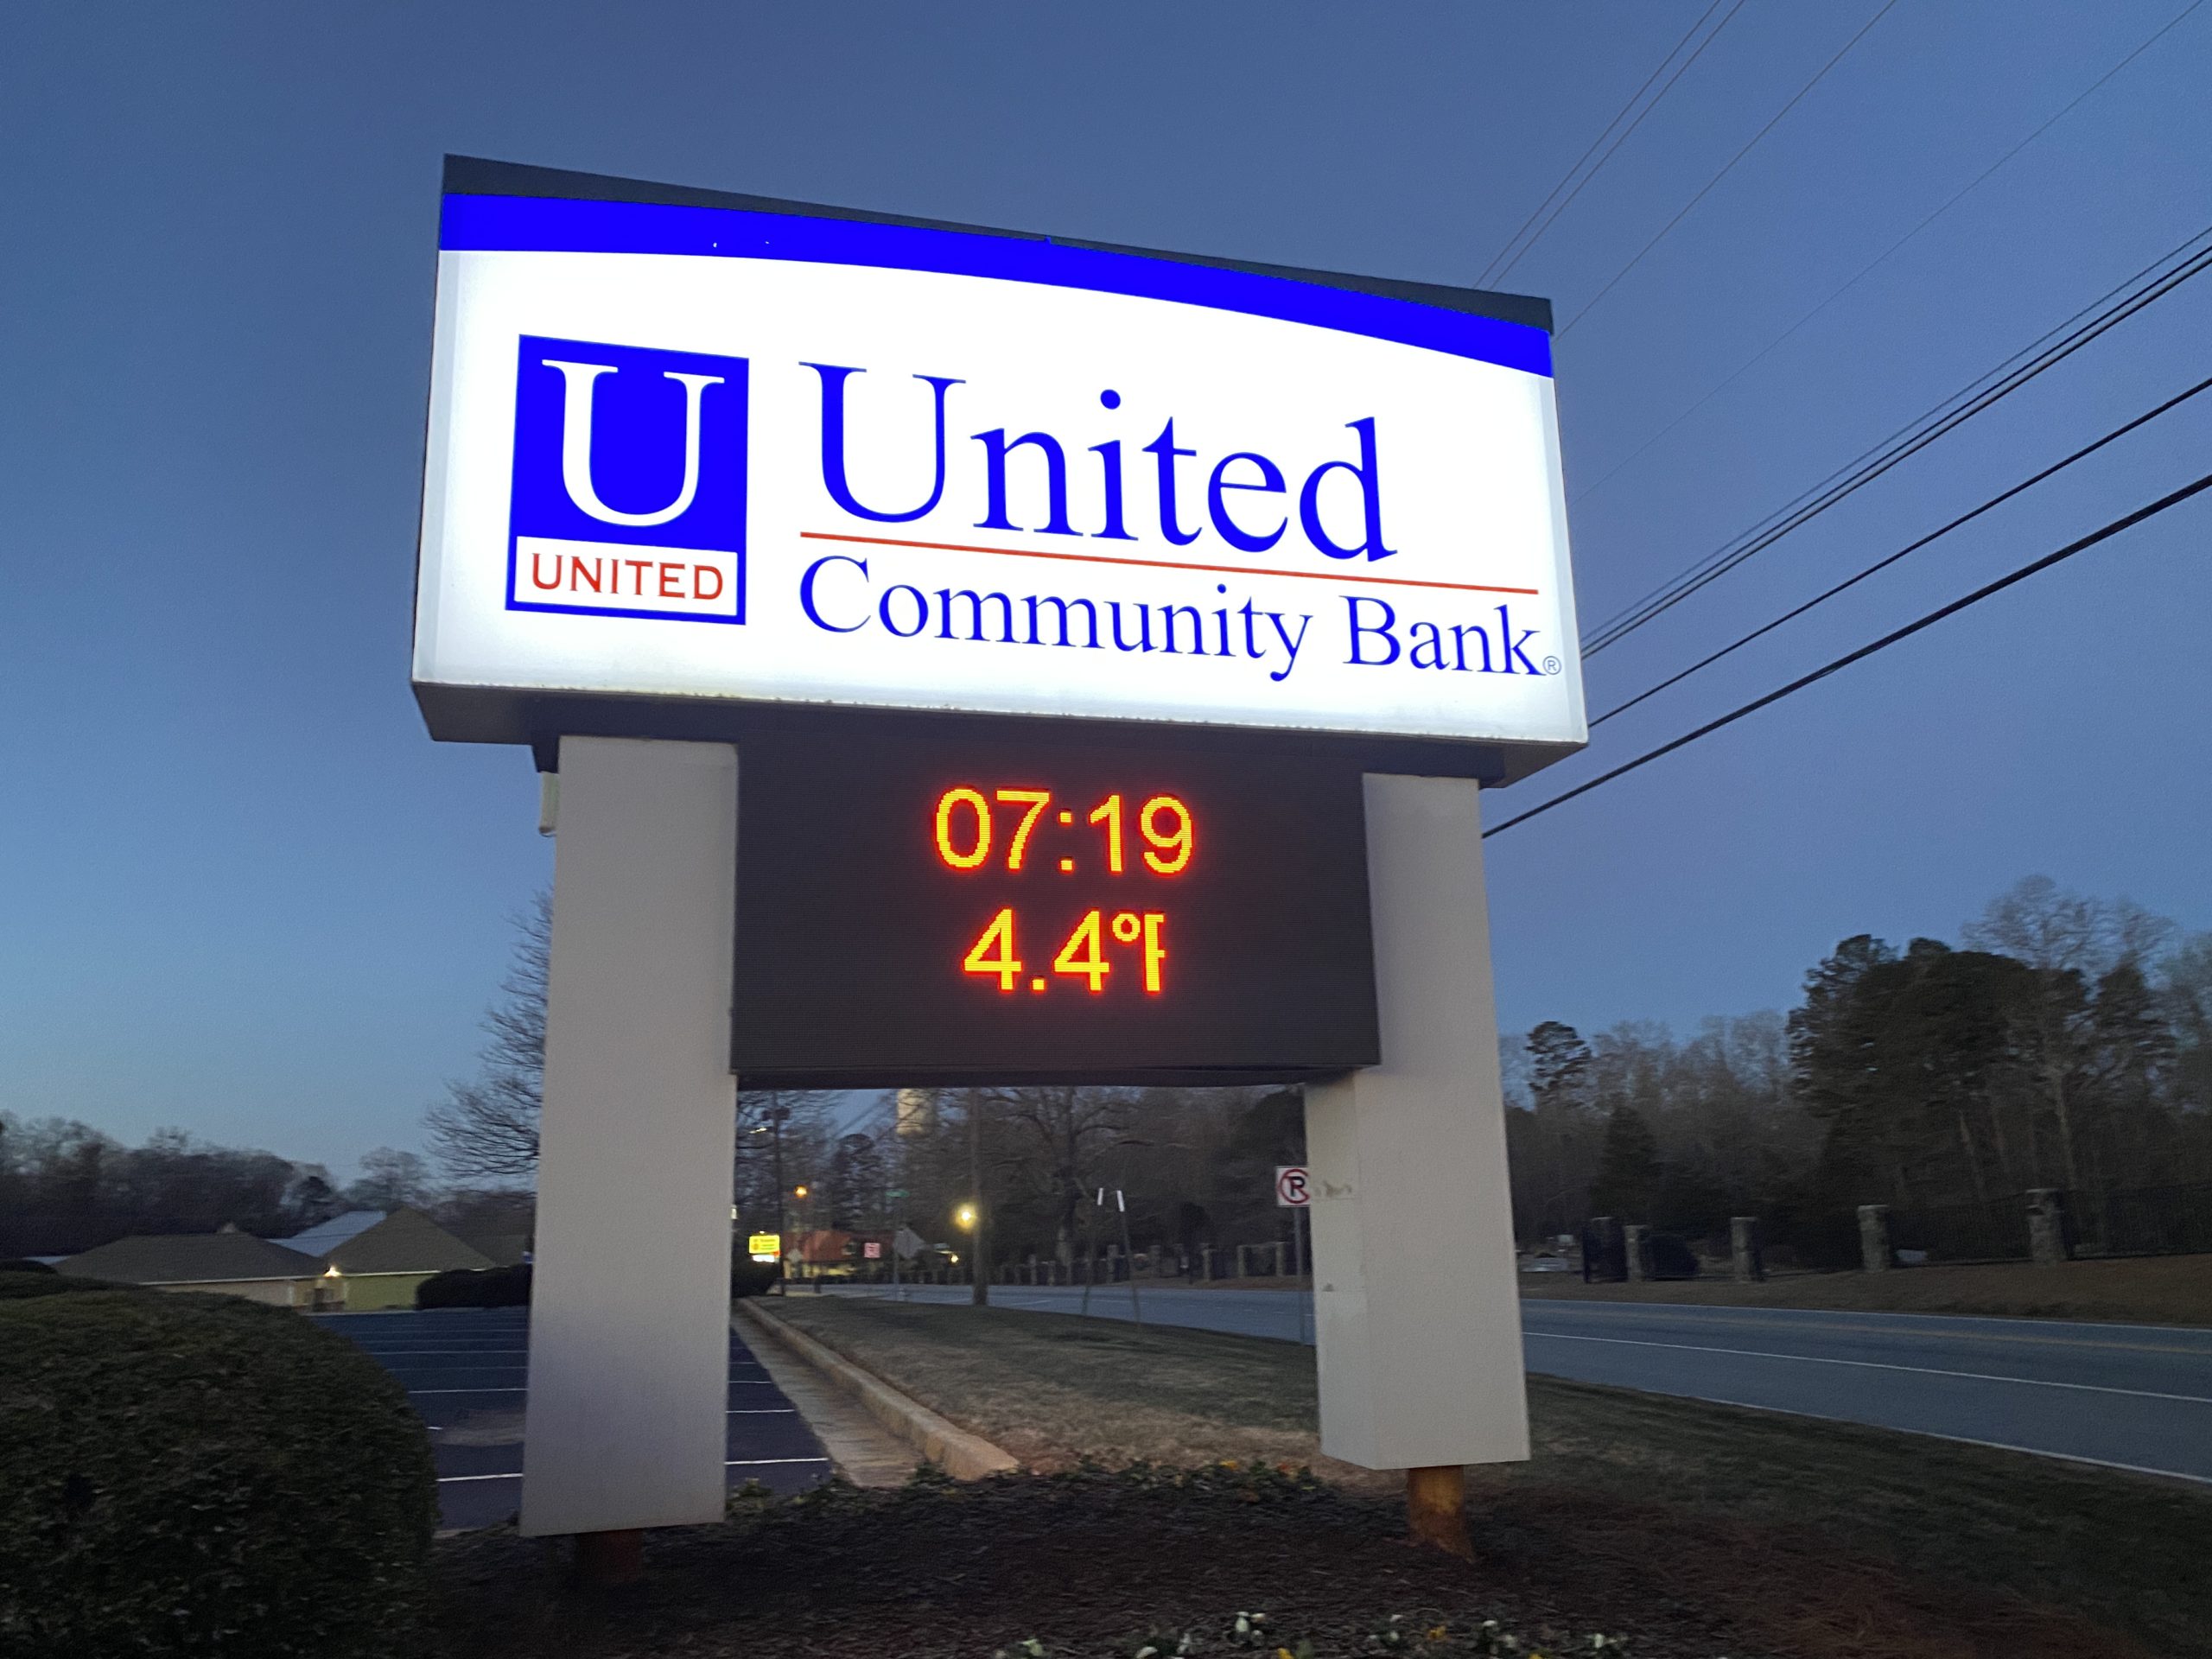 U
UNITED
United
Community Bank®
07:19
4.4°F
P